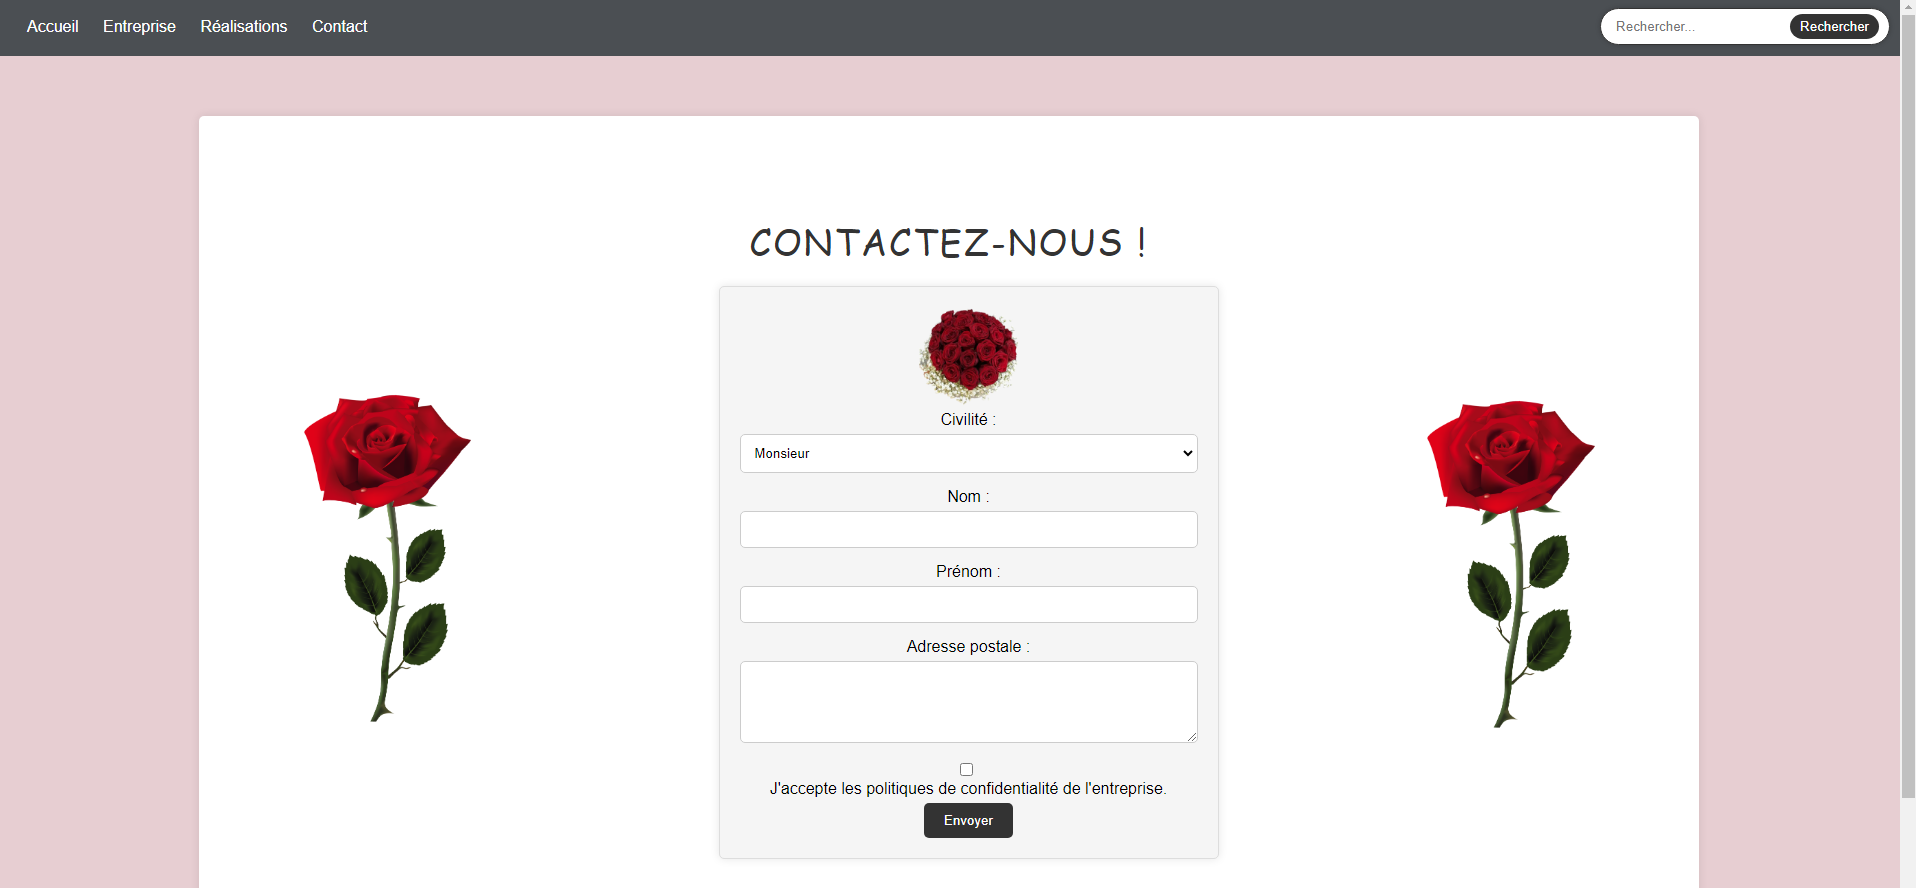 Accueil Entreprise Réalisations Contact Rechercher... Rechercher
CONTACTEZ-NOUS !
Civilité :
Monsieur
Nom :
Prénom :
Adresse postale :
J'accepte les politiques de confidentialité de l'entreprise.
Envoyer